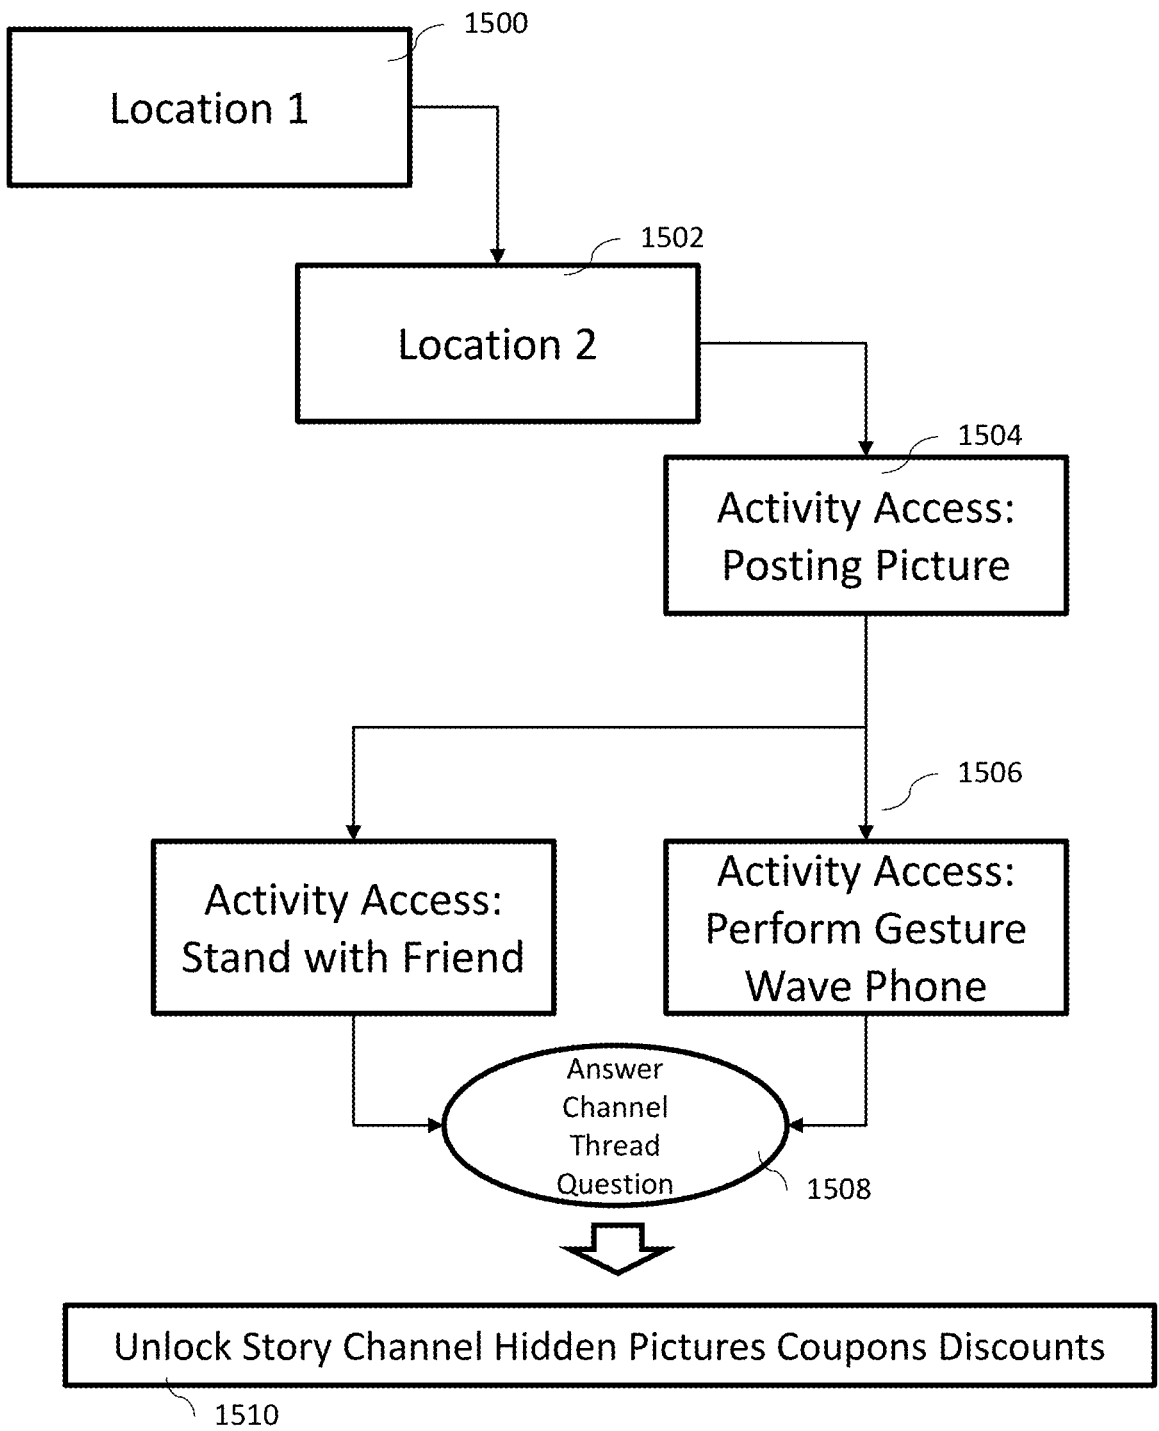 1500
Location 1
1502
Location 2
1504
Activity Access:
Posting Picture
1506
Activity Access:
Stand with Friend
Activity Access:
Perform Gesture
Wave Phone
Answer
Channel
Thread
Question
1508
Unlock Story Channel Hidden Pictures Coupons Discounts
1510